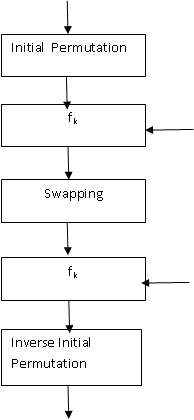 Initial Permutation
fk
Swapping
fk
Inverse Initial
Permutation